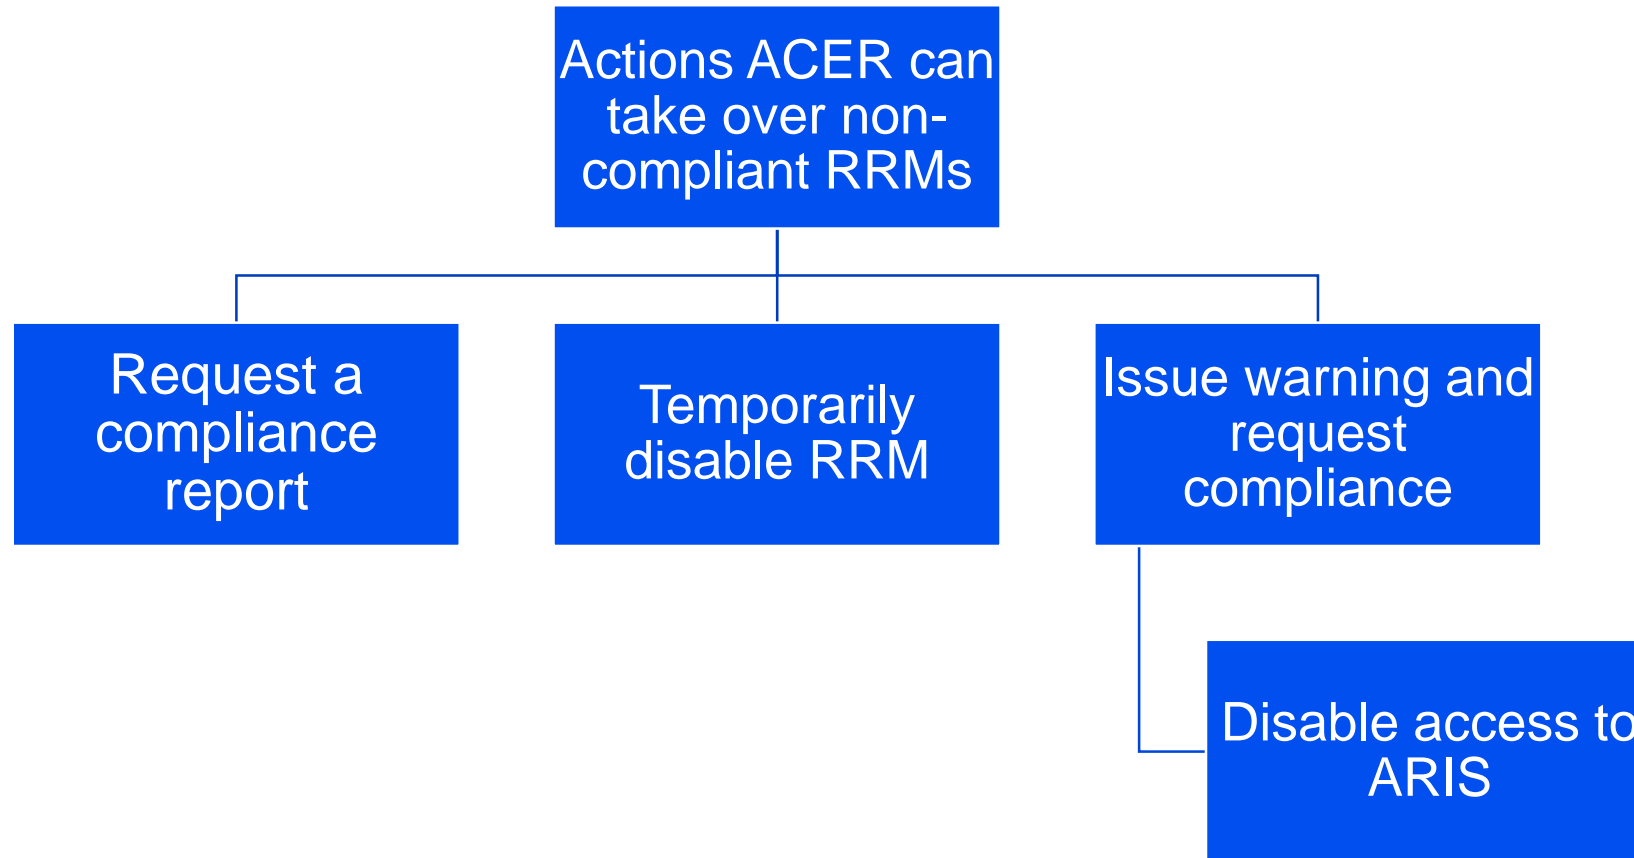 Actions ACER can
take over non-
compliant RRMs
Request a
compliance
report
Temporarily
disable RRM
Issue warning and
request
compliance
Disable access to
ARIS